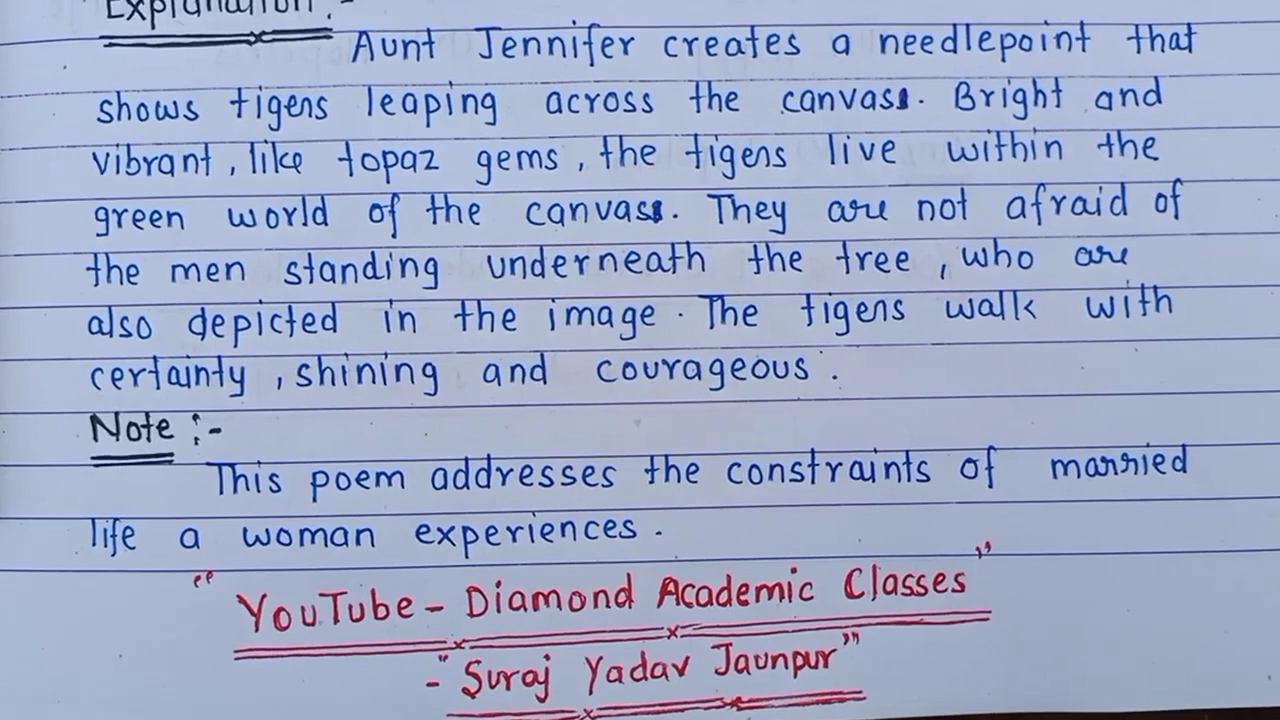 Explanation :-
Aunt Jennifer creates a needlepoint that
shows tigers leaping across the canvas. Bright and
vibrant, like topaz gems, the tigers live within the
green world of the canvas. They are not afraid of
the men standing underneath the tree, who are
also depicted in the image. The tigers walk with
certainty, shining and courageous.
Note :-
This poem addresses the constraints of married
life a woman experiences.
"YouTube - Diamond Academic Classes"
- "Suraj Yadav Jaunpur"